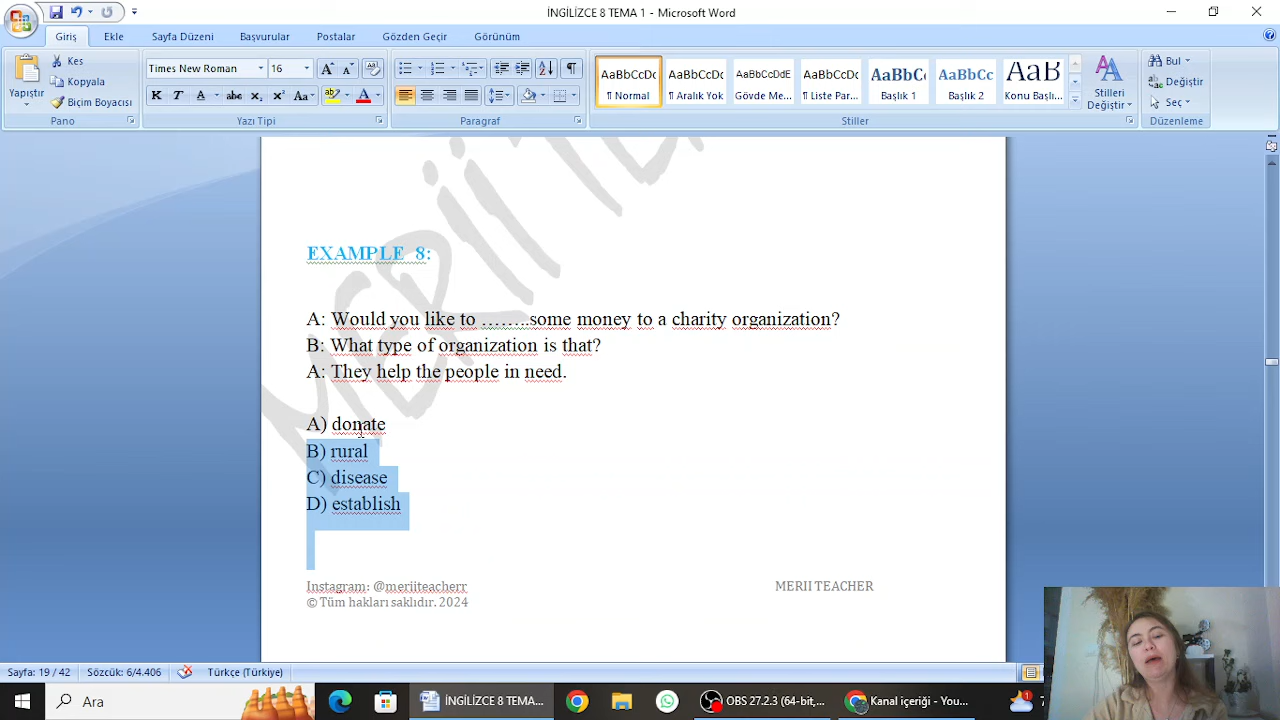 İNGİLİZCE 8 TEMA 1 - Microsoft Word
Giriş Ekle Sayfa Düzeni Başvurular Postalar Gözden Geçir Görünüm
Yapıştır
Kes
Kopyala
Biçim Boyacısı
Pano
Times New Roman 16
Yazı Tipi
Paragraf
AaBbCcDc AaBbCcDc AaBbCcDdE AaBbCcDc AaBbC AaBbCc AaB
¶ Normal ¶ Aralık Yok Gövde Me... ¶ Liste Par... Başlık 1 Başlık 2 Konu Başlı...
Stiller
Stilleri
Değiştir
Bul
Değiştir
Seç
Düzenleme
EXAMPLE 8:
A: Would you like to ……..some money to a charity organization?
B: What type of organization is that?
A: They help the people in need.
A) donate
B) rural
C) disease
D) establish
Instagram: @meriiteacherr MERII TEACHER
© Tüm hakları saklıdır. 2024
Sayfa: 19 / 42 Sözcük: 6/4.406 Türkçe (Türkiye)
Ara İNGİLİZCE 8 TEMA... OBS 27.2.3 (64-bit,... Kanal içeriği - You...